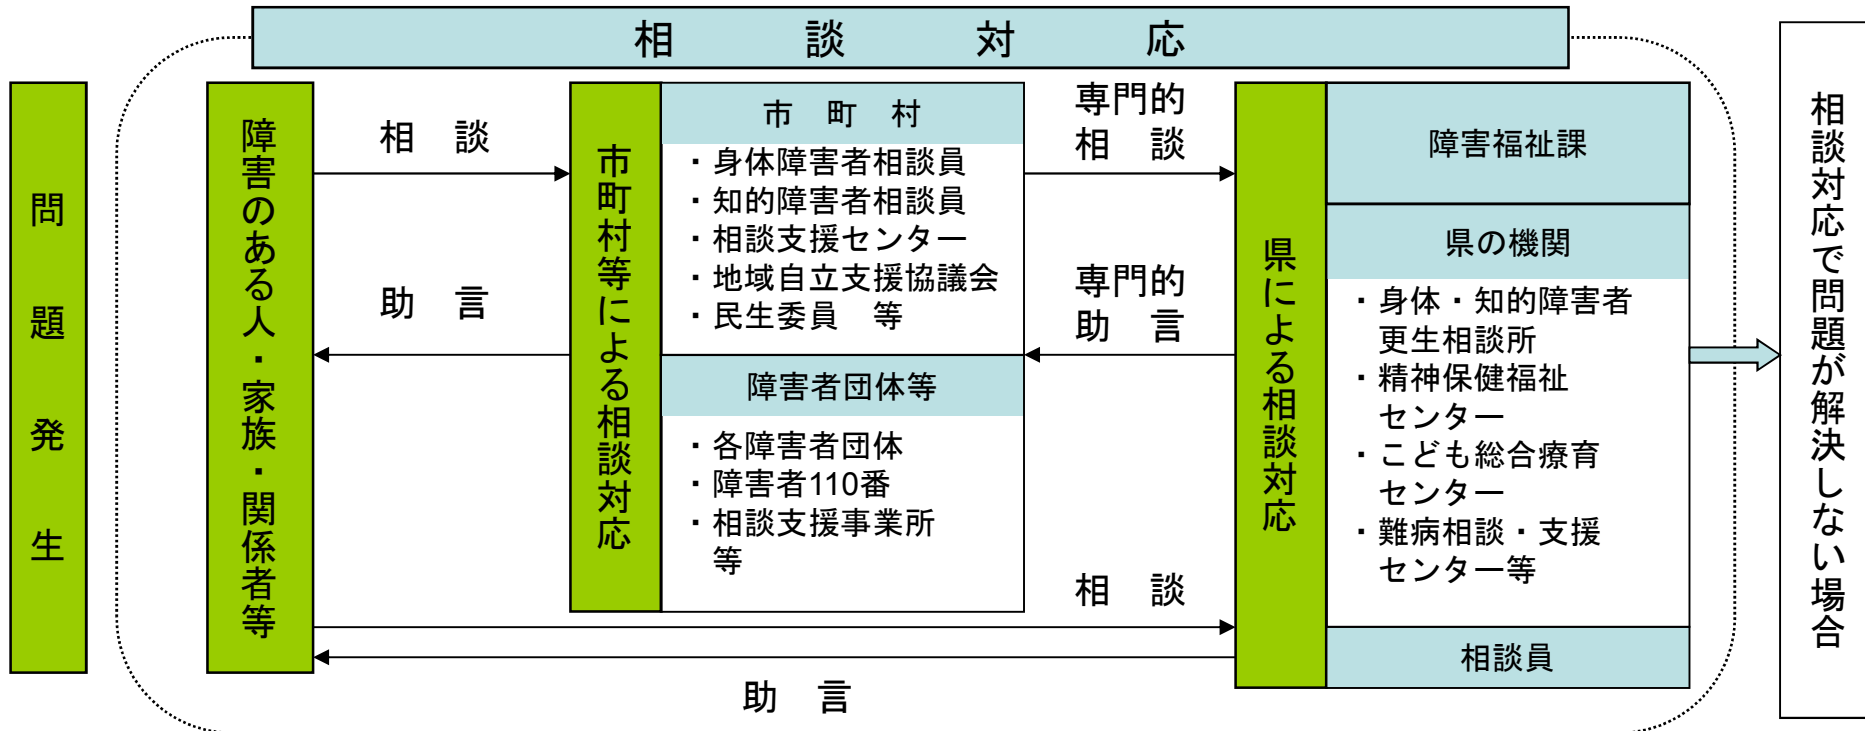 相談対応
問題発生
障害のある人・家族・関係者等
相談
助言
市町村等による相談対応
市町村
・身体障害者相談員
・知的障害者相談員
・相談支援センター
・地域自立支援協議会
・民生委員　等
障害者団体等
・各障害者団体
・障害者110番
・相談支援事業所
等
専門的
相談
専門的
助言
相談
助言
県による相談対応
障害福祉課
県の機関
・身体・知的障害者
更生相談所
・精神保健福祉
センター
・こども総合療育
センター
・難病相談・支援
センター等
相談員
相談対応で問題が解決しない場合